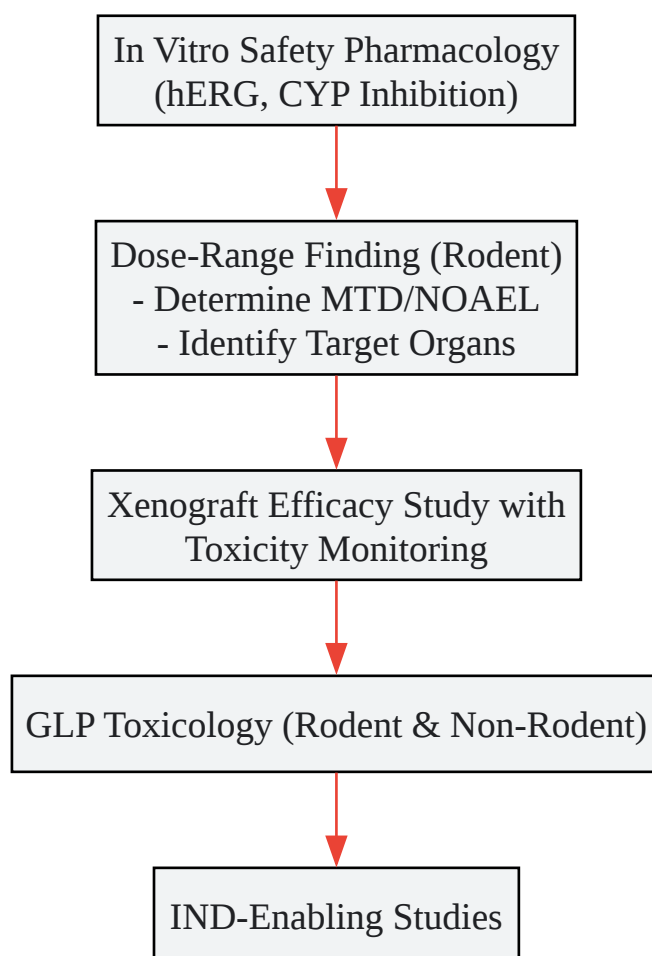 In Vitro Safety Pharmacology
(hERG, CYP Inhibition)
Dose-Range Finding (Rodent)
- Determine MTD/NOAEL
- Identify Target Organs
Xenograft Efficacy Study with
Toxicity Monitoring
GLP Toxicology (Rodent & Non-Rodent)
IND-Enabling Studies